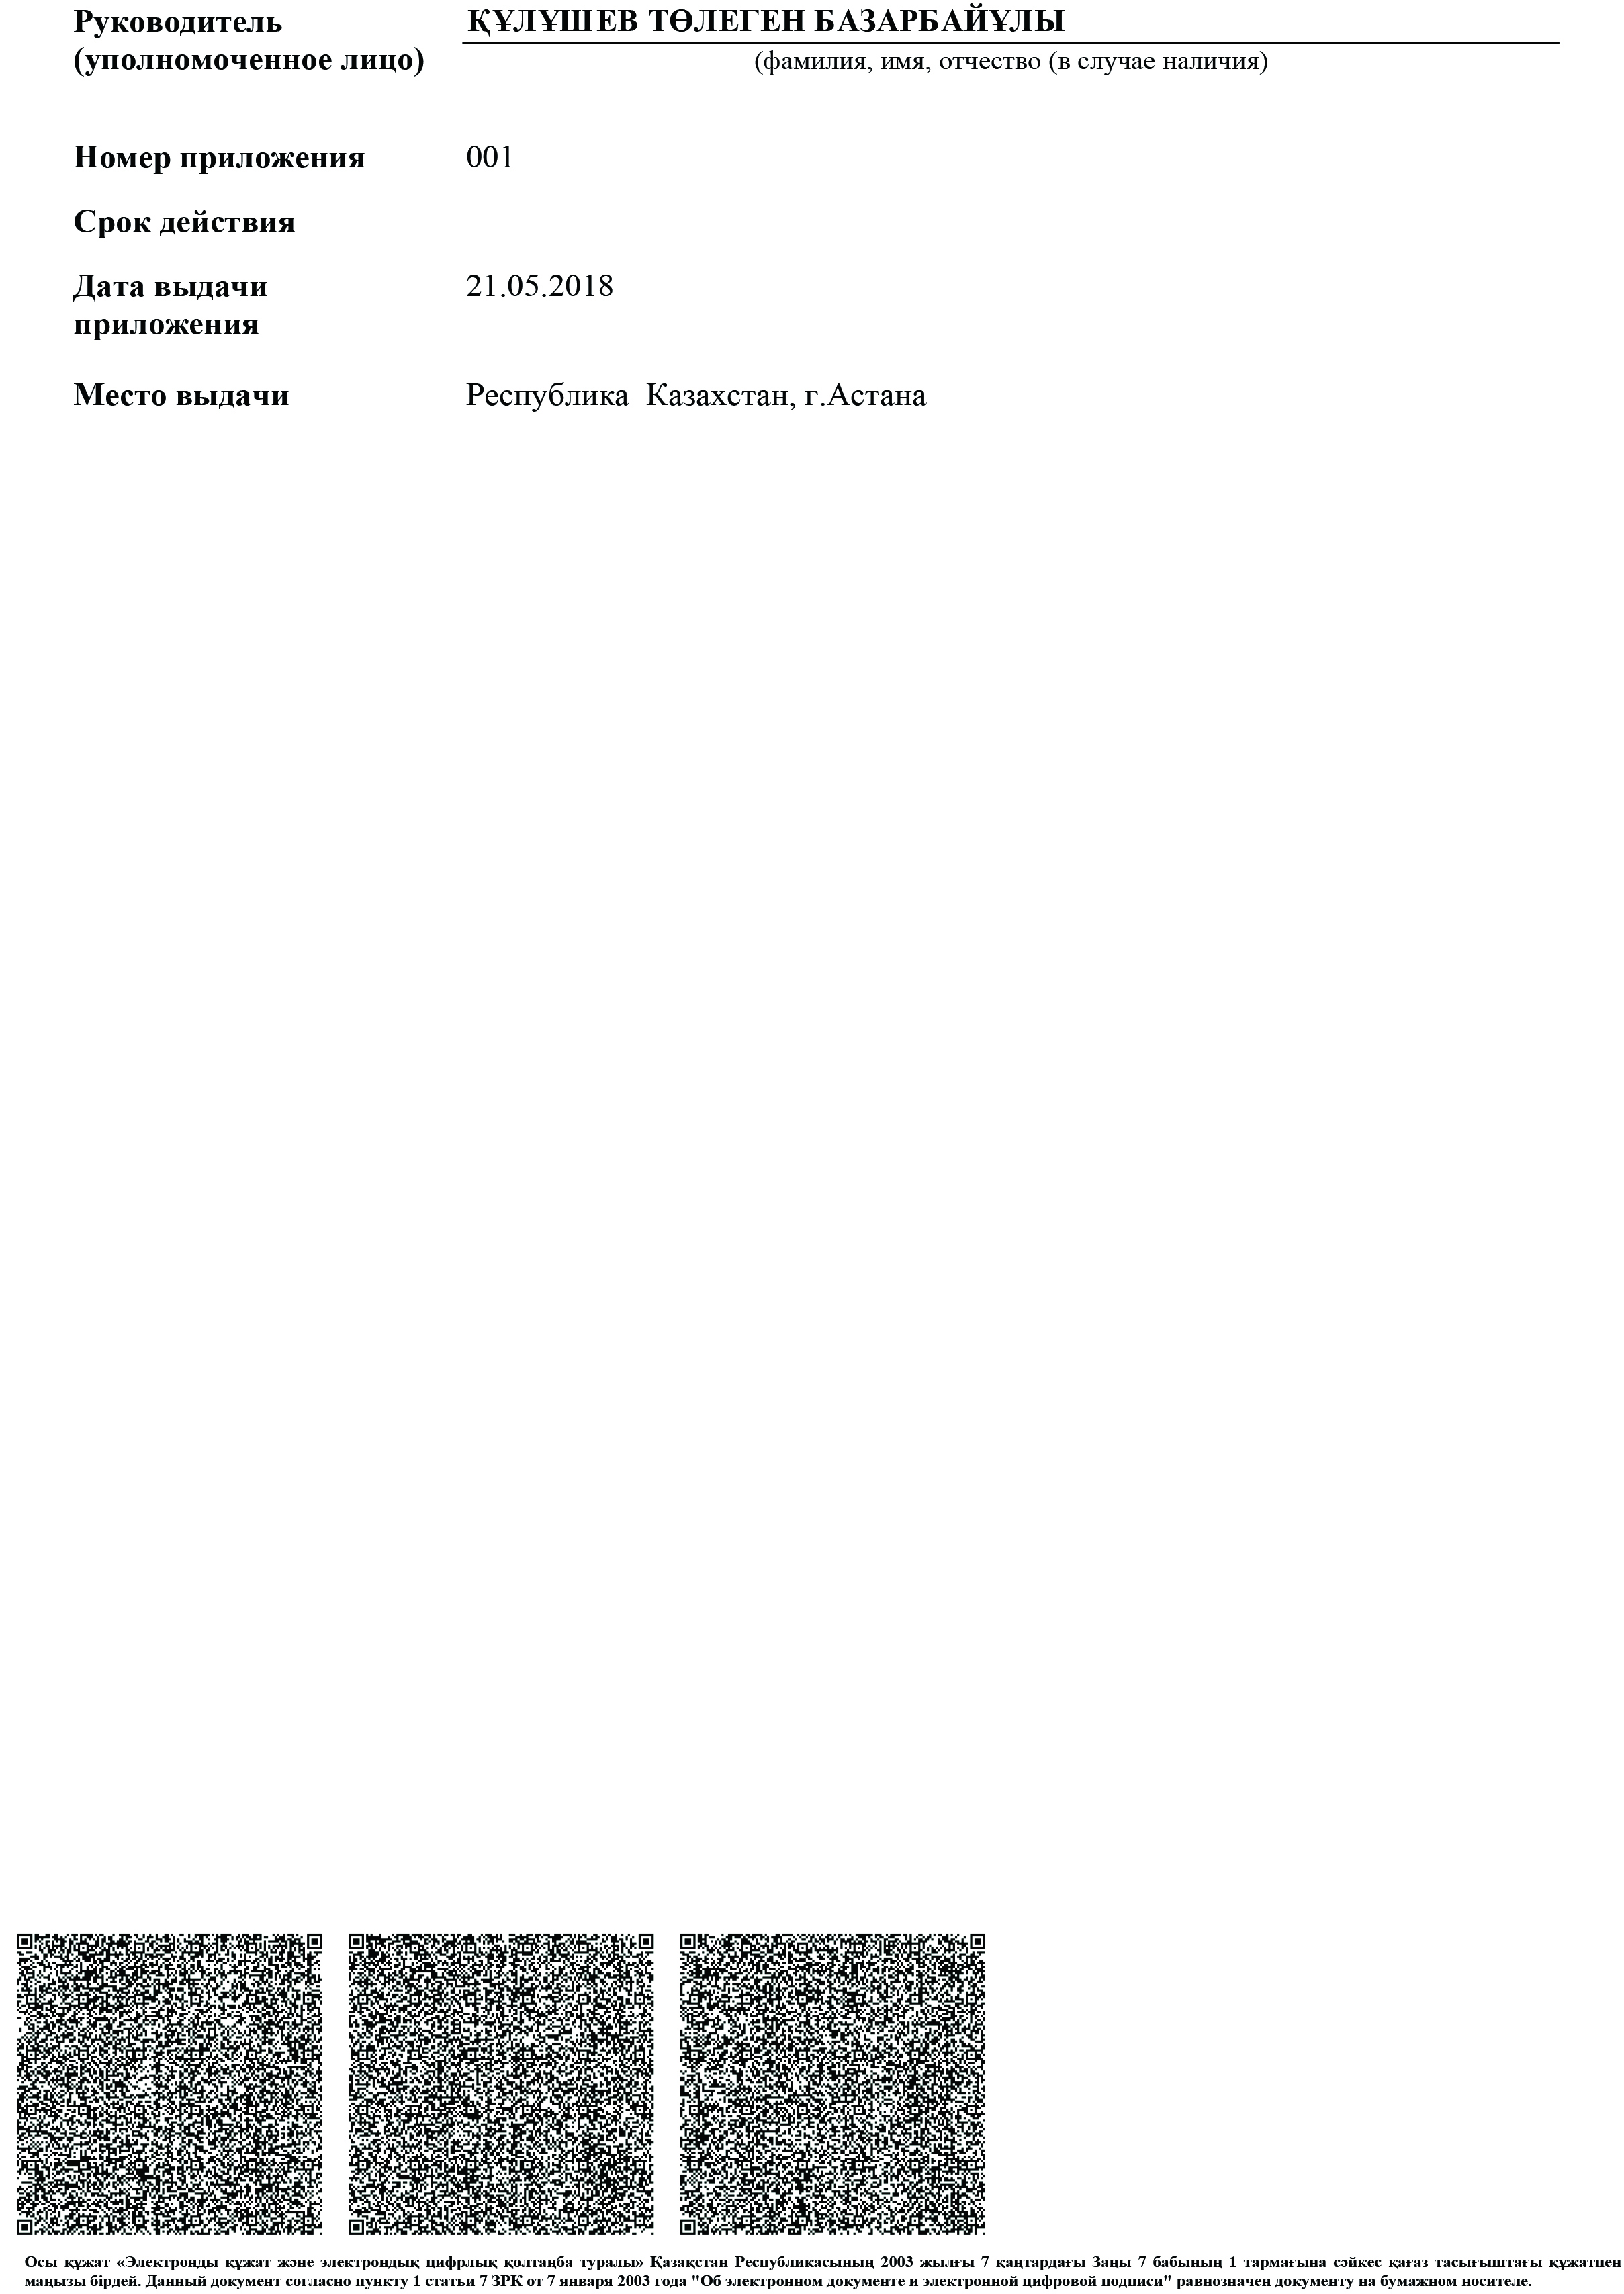 Руководитель
(уполномоченное лицо)
ҚҰЛҰШЕВ ТӨЛЕГЕН БАЗАРБАЙҰЛЫ
(фамилия, имя, отчество (в случае наличия)
Номер приложения 001
Срок действия
Дата выдачи
приложения
21.05.2018
Место выдачи Республика Казахстан, г.Астана
Осы құжат «Электронды құжат және электрондық цифрлық қолтаңба туралы» Қазақстан Республикасының 2003 жылғы 7 қаңтардағы Заңы 7 бабының 1 тармағына сәйкес қағаз тасығыштағы құжатпен
маңызы бірдей. Данный документ согласно пункту 1 статьи 7 ЗРК от 7 января 2003 года "Об электронном документе и электронной цифровой подписи" равнозначен документу на бумажном носителе.